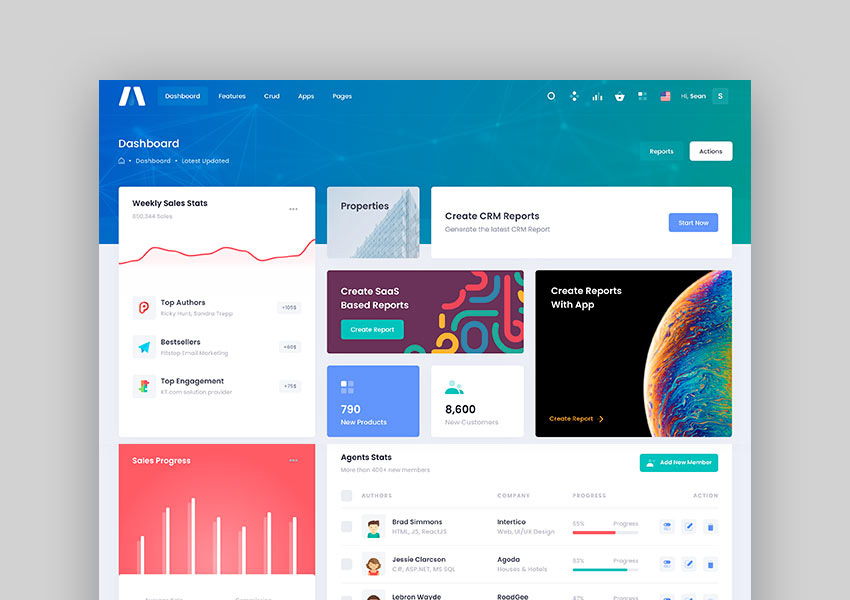 Dashboard
Features
Crud
Apps
Pages
Hi, Sean
S
Dashboard
Dashboard • Latest Updated
Reports
Actions
Weekly Sales Stats
Sales
Properties
Create CRM Reports
Generate the latest CRM Report
Start Now
Create SaaS
Based Reports
Create Report
Create Reports
With App
Create Report
Top Authors
Ricky Hunt, Sandra Trepp
+105$
Bestsellers
Pitstop Email Marketing
+60$
Top Engagement
KT.com solution provider
+75$
790
New Products
8,600
New Customers
Sales Progress
Agents Stats
More than 400+ new members
Add New Member
AUTHORS
COMPANY
PROGRESS
ACTION
Brad Simmons
HTML, JS, ReactJS
Intertico
Web, UI/UX Design
Progress
Jessie Clarcson
C#, ASP.NET, MS SQL
Agoda
Houses & Hotels
Progress
Lebron Wayde
RoadGee
Progress